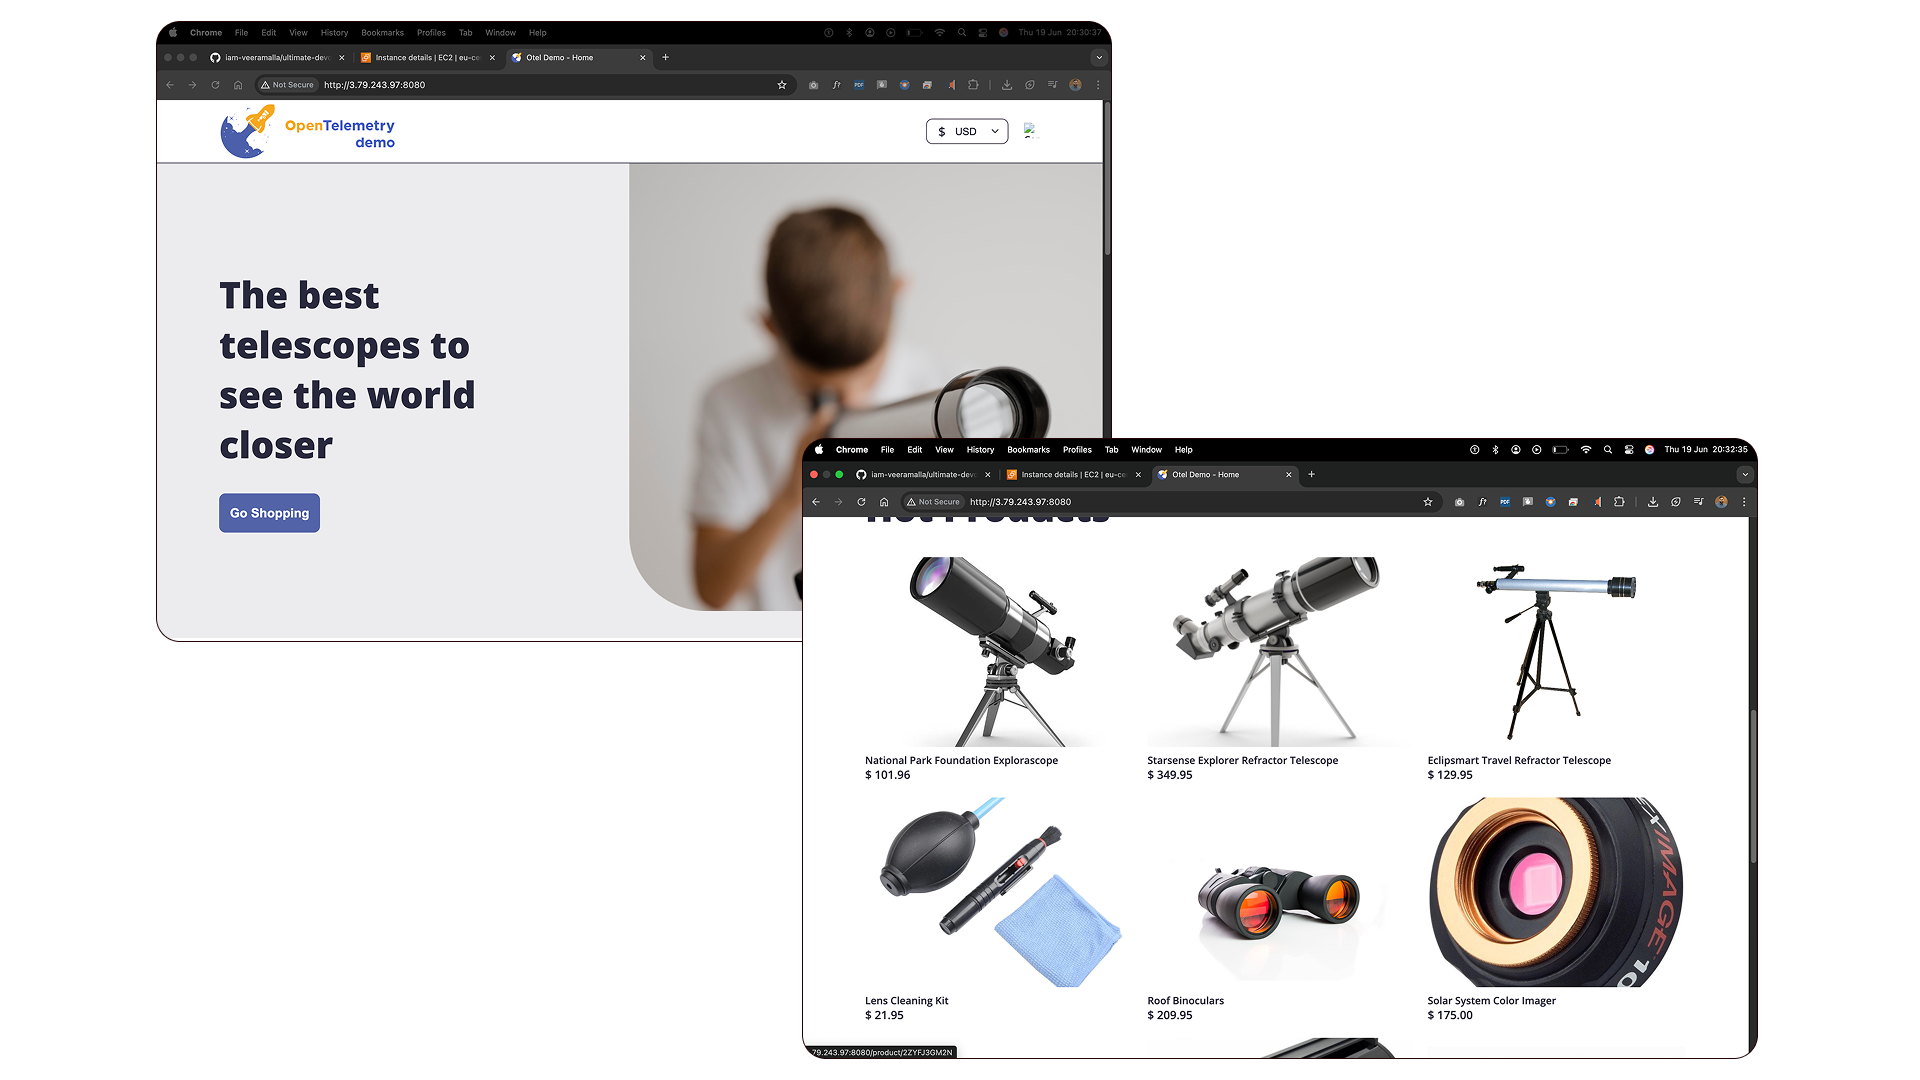 Chrome File Edit View History Bookmarks Profiles Tab Window Help Thu 19 Jun 20:30:37
iam-veeramalla/ultimate-devo Instance details | EC2 | eu-ce Otel Demo - Home
Not Secure http://3.79.243.97:8080
OpenTelemetry
demo
$ USD
The best
telescopes to
see the world
closer
Go Shopping
Chrome File Edit View History Bookmarks Profiles Tab Window Help Thu 19 Jun 20:32:35
iam-veeramalla/ultimate-devo Instance details | EC2 | eu-ce Otel Demo - Home
Not Secure http://3.79.243.97:8080
Hot Products
National Park Foundation Explorascope
$ 101.96
Starsense Explorer Refractor Telescope
$ 349.95
Eclipsmart Travel Refractor Telescope
$ 129.95
IMAGE
Lens Cleaning Kit
$ 21.95
Roof Binoculars
$ 209.95
Solar System Color Imager
$ 175.00
79.243.97:8080/product/2ZYFJ3GM2N